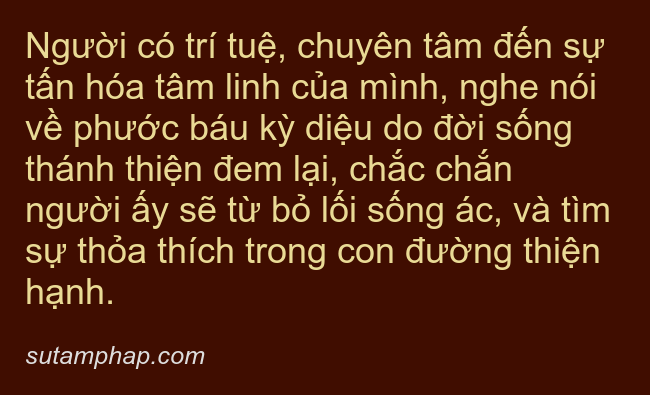 Người có trí tuệ, chuyên tâm đến sự
tấn hóa tâm linh của mình, nghe nói
về phước báu kỳ diệu do đời sống
thánh thiện đem lại, chắc chắn
người ấy sẽ từ bỏ lối sống ác, và tìm
sự thỏa thích trong con đường thiện
hạnh.
sutamphap.com